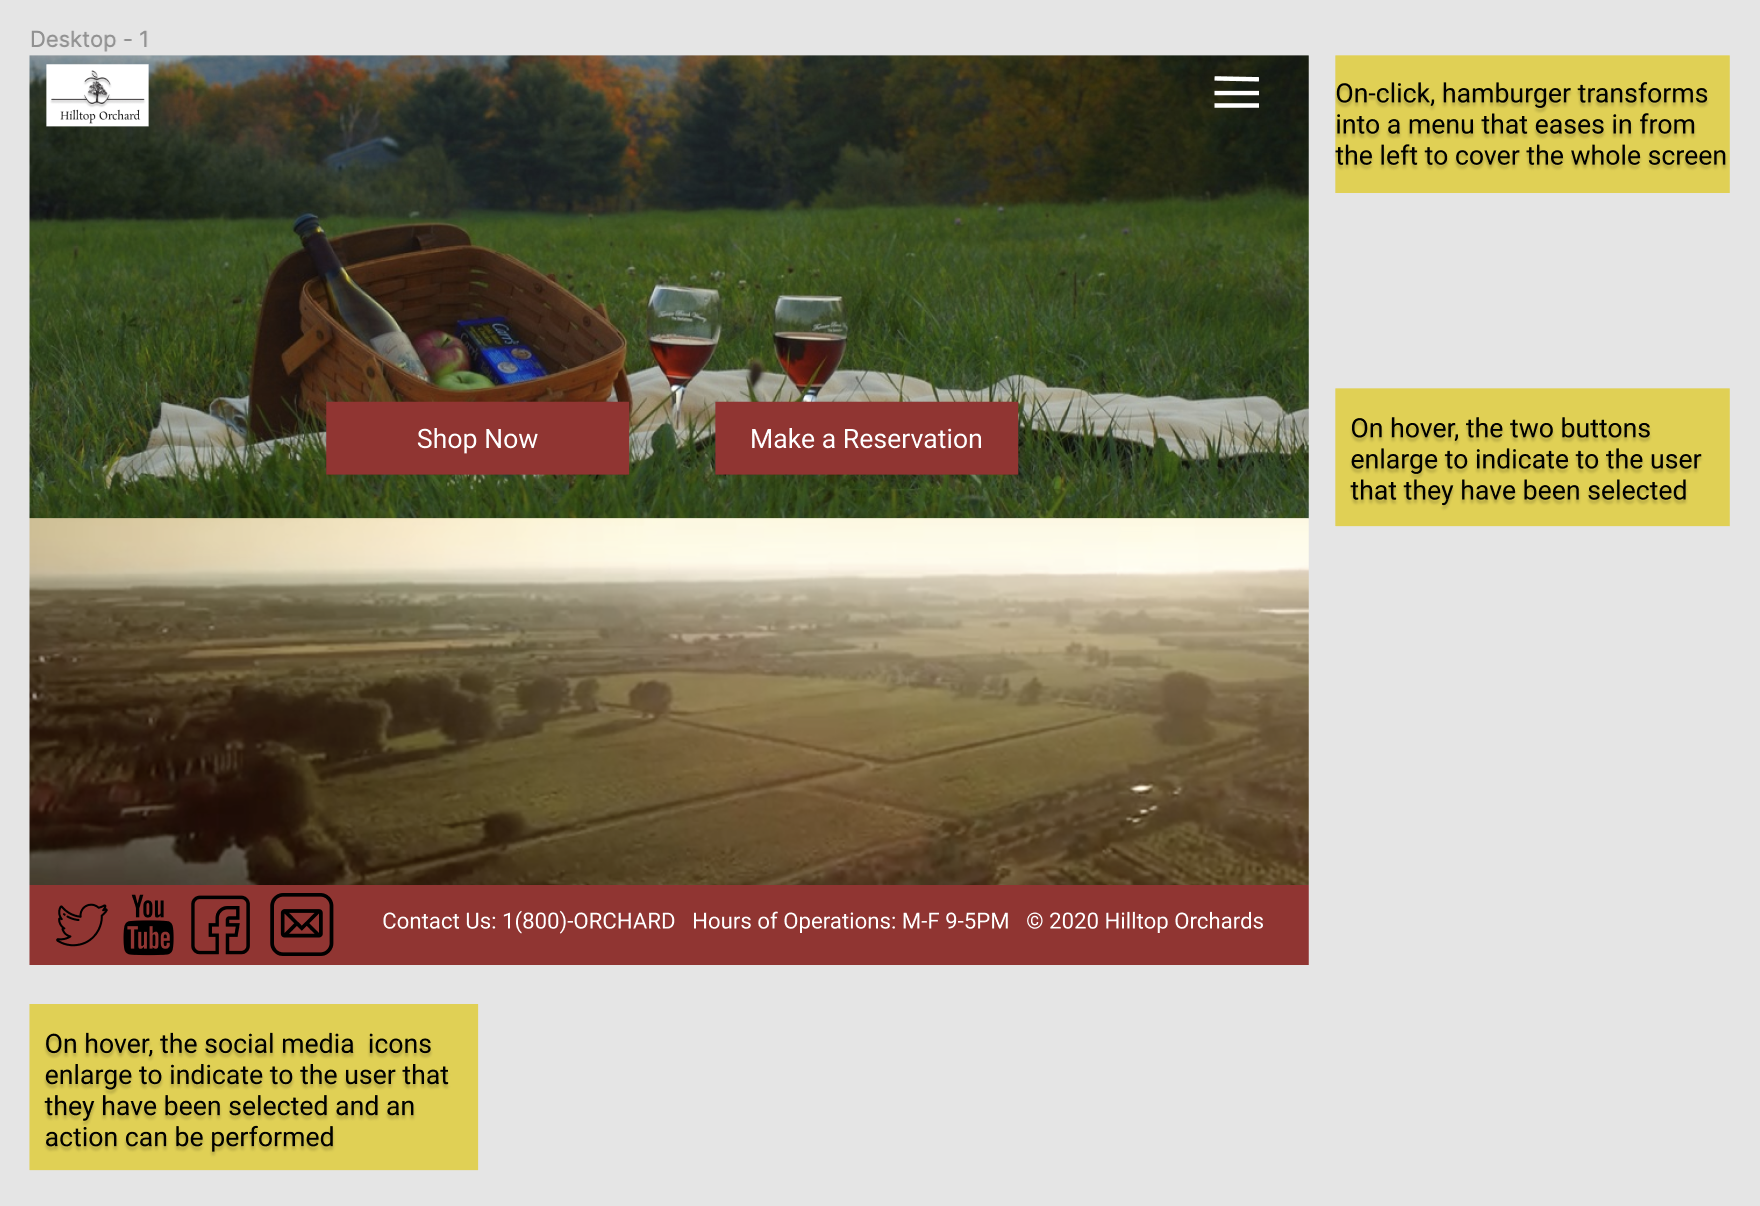 Desktop - 1
Hilltop Orchard
On-click, hamburger transforms
into a menu that eases in from
the left to cover the whole screen
Carr's
Shop Now
Make a Reservation
On hover, the two buttons
enlarge to indicate to the user
that they have been selected
You
Tube
Contact Us: 1(800)-ORCHARD Hours of Operations: M-F 9-5PM © 2020 Hilltop Orchards
On hover, the social media icons
enlarge to indicate to the user that
they have been selected and an
action can be performed